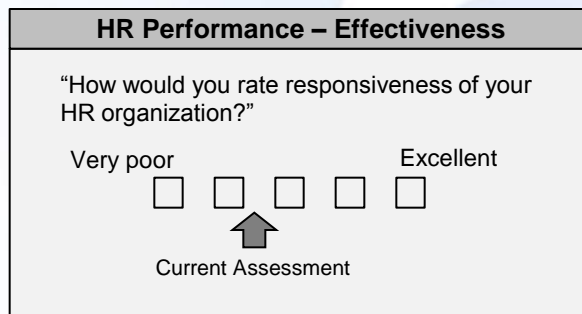 HR Performance – Effectiveness
“How would you rate responsiveness of your
HR organization?”
Very poor Excellent
Current Assessment